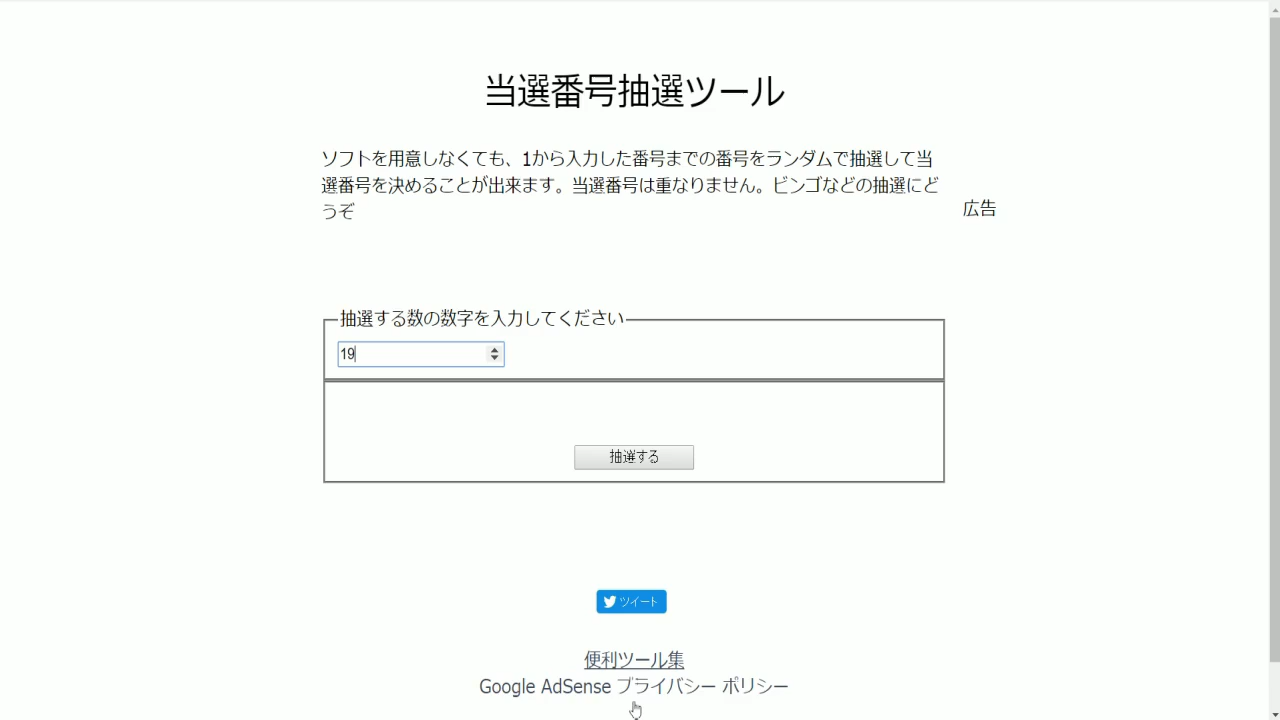 当選番号抽選ツール
ソフトを用意しなくても、1から入力した番号までの番号をランダムで抽選して当
選番号を決めることが出来ます。当選番号は重なりません。ビンゴなどの抽選にど
うぞ
広告
抽選する数の数字を入力してください
19
抽選する
ツイート
便利ツール集
Google AdSense プライバシー ポリシー